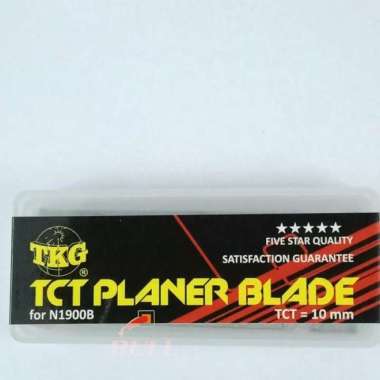 TKG
®
★★★★★
FIVE STAR QUALITY
SATISFACTION GUARANTEE
TCT PLANER BLADE
for N1900B
TCT = 10 mm